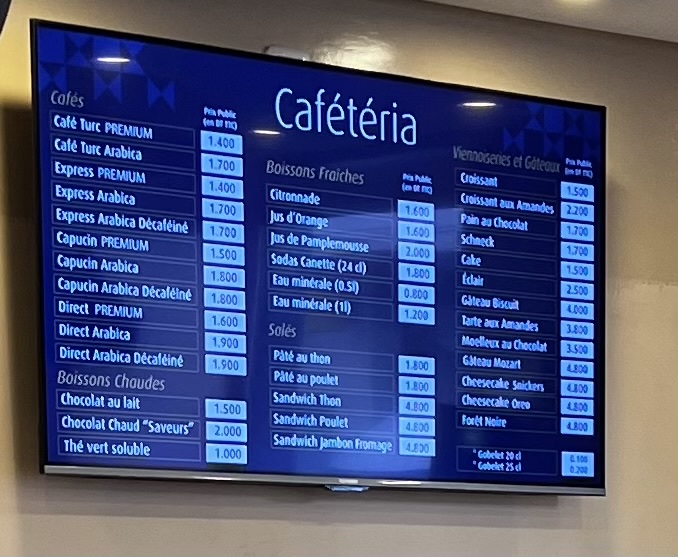 Cafétéria
Cafés Prix Public (en DT TTC)
Café Turc PREMIUM 1.400
Café Turc Arabica 1.700
Express PREMIUM 1.400
Express Arabica 1.700
Express Arabica Décaféiné 1.700
Capucin PREMIUM 1.500
Capucin Arabica 1.800
Capucin Arabica Décaféiné 1.800
Direct PREMIUM 1.600
Direct Arabica 1.900
Direct Arabica Décaféiné 1.900
Boissons Chaudes
Chocolat au lait 1.500
Chocolat Chaud "Saveurs" 2.000
Thé vert soluble 1.000
Boissons Fraîches Prix Public (en DT TTC)
Citronnade 1.600
Jus d'Orange 1.600
Jus de Pamplemousse 2.000
Sodas Canette (24 cl) 1.800
Eau minérale (0.5l) 0.800
Eau minérale (1l) 1.200
Salés
Pâté au thon 1.800
Pâté au poulet 1.800
Sandwich Thon 4.800
Sandwich Poulet 4.800
Sandwich Jambon Fromage 4.800
Viennoiseries et Gâteaux Prix Public (en DT TTC)
Croissant 1.500
Croissant aux Amandes 2.200
Pain au Chocolat 1.700
Schneck 1.700
Cake 1.500
Éclair 2.500
Gâteau Biscuit 4.000
Tarte aux Amandes 3.800
Moelleux au Chocolat 3.500
Gâteau Mozart 4.800
Cheesecake Snickers 4.800
Cheesecake Oreo 4.800
Forêt Noire 4.800
* Gobelet 20 cl 0.100
* Gobelet 25 cl 0.200